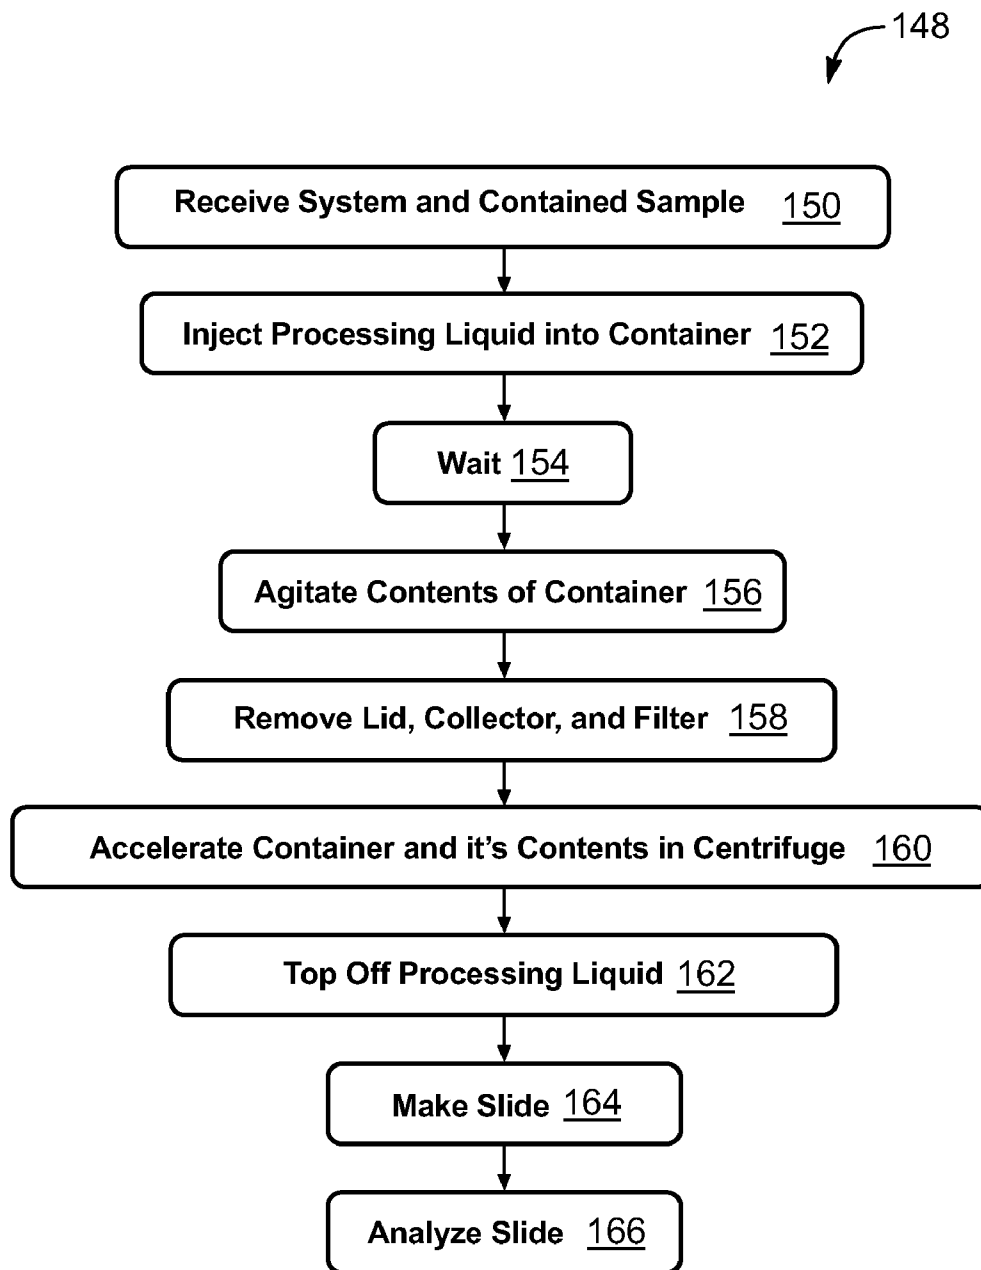 148
Receive System and Contained Sample 150
Inject Processing Liquid into Container 152
Wait 154
Agitate Contents of Container 156
Remove Lid, Collector, and Filter 158
Accelerate Container and it's Contents in Centrifuge 160
Top Off Processing Liquid 162
Make Slide 164
Analyze Slide 166